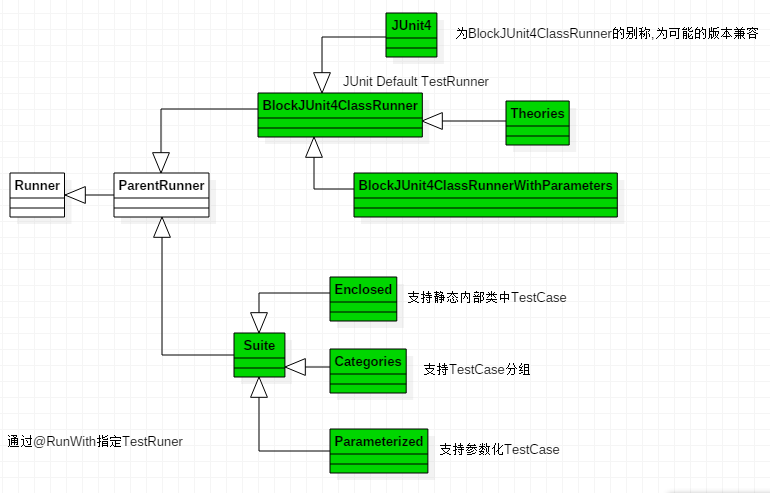 JUnit4
为BlockJUnit4ClassRunner的别称,为可能的版本兼容
JUnit Default TestRunner
BlockJUnit4ClassRunner
Theories
Runner
ParentRunner
BlockJUnit4ClassRunnerWithParameters
Enclosed
支持静态内部类中TestCase
Suite
Categories
支持TestCase分组
通过@RunWith指定TestRuner
Parameterized
支持参数化TestCase